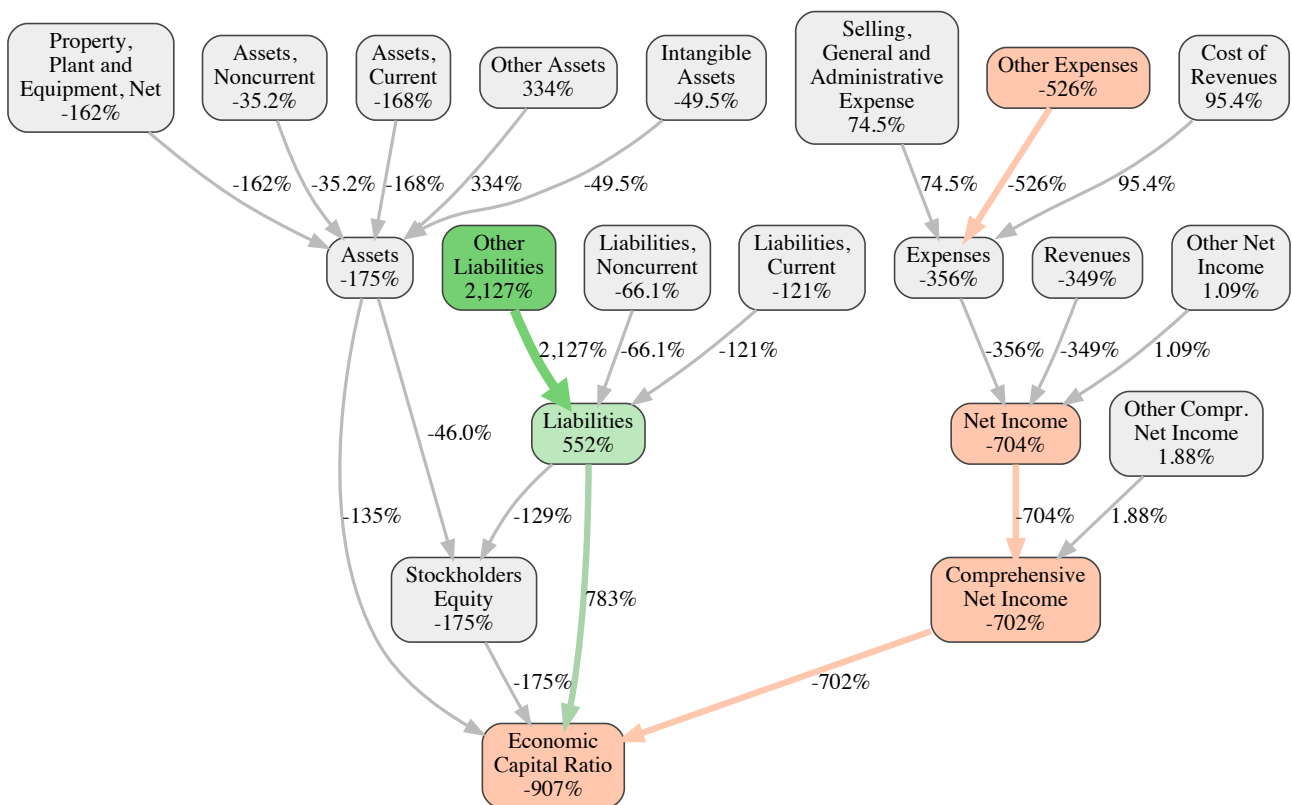 Property,
Plant and
Equipment, Net
-162%
Assets,
Noncurrent
-35.2%
Assets,
Current
-168%
Other Assets
334%
Intangible
Assets
-49.5%
Selling,
General and
Administrative
Expense
74.5%
Other Expenses
-526%
Cost of
Revenues
95.4%
-162%
-35.2%
-168%
334%
-49.5%
74.5%
-526%
95.4%
Assets
-175%
Other
Liabilities
2,127%
Liabilities,
Noncurrent
-66.1%
Liabilities,
Current
-121%
Expenses
-356%
Revenues
-349%
Other Net
Income
1.09%
2,127%
-66.1%
-121%
-356%
-349%
1.09%
Liabilities
552%
Net Income
-704%
Other Compr.
Net Income
1.88%
-46.0%
-135%
-129%
-704%
1.88%
Stockholders
Equity
-175%
783%
Comprehensive
Net Income
-702%
-175%
-702%
Economic
Capital Ratio
-907%